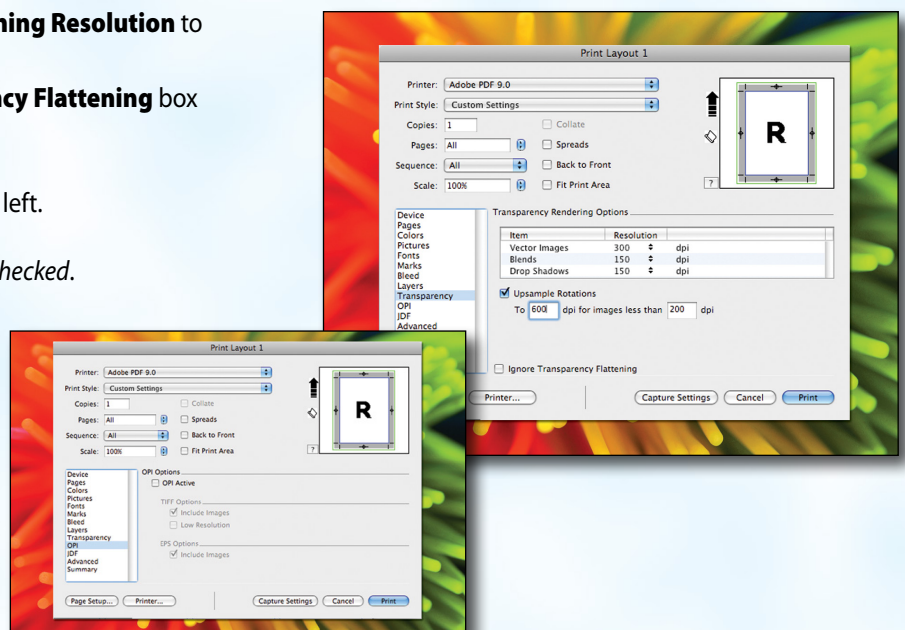 ning Resolution to
cy Flattening box
left.
hecked.
Print Layout 1
Printer: Adobe PDF 9.0
Print Style: Custom Settings
Copies: 1 Collate
Pages: All Spreads
Sequence: All Back to Front
Scale: 100% Fit Print Area
R
?
Device
Pages
Colors
Pictures
Fonts
Marks
Bleed
Layers
Transparency
OPI
JDF
Advanced
Transparency Rendering Options
Item Resolution
Vector Images 300 dpi
Blends 150 dpi
Drop Shadows 150 dpi
Upsample Rotations
To 600 dpi for images less than 200 dpi
Ignore Transparency Flattening
Printer... Capture Settings Cancel Print
Print Layout 1
Printer: Adobe PDF 9.0
Print Style: Custom Settings
Copies: 1 Collate
Pages: All Spreads
Sequence: All Back to Front
Scale: 100% Fit Print Area
R
?
Device
Pages
Colors
Pictures
Fonts
Marks
Bleed
Layers
Transparency
OPI
JDF
Advanced
Summary
OPI Options
OPI Active
TIFF Options
Include Images
Low Resolution
EPS Options
Include Images
Page Setup... Printer... Capture Settings Cancel Print